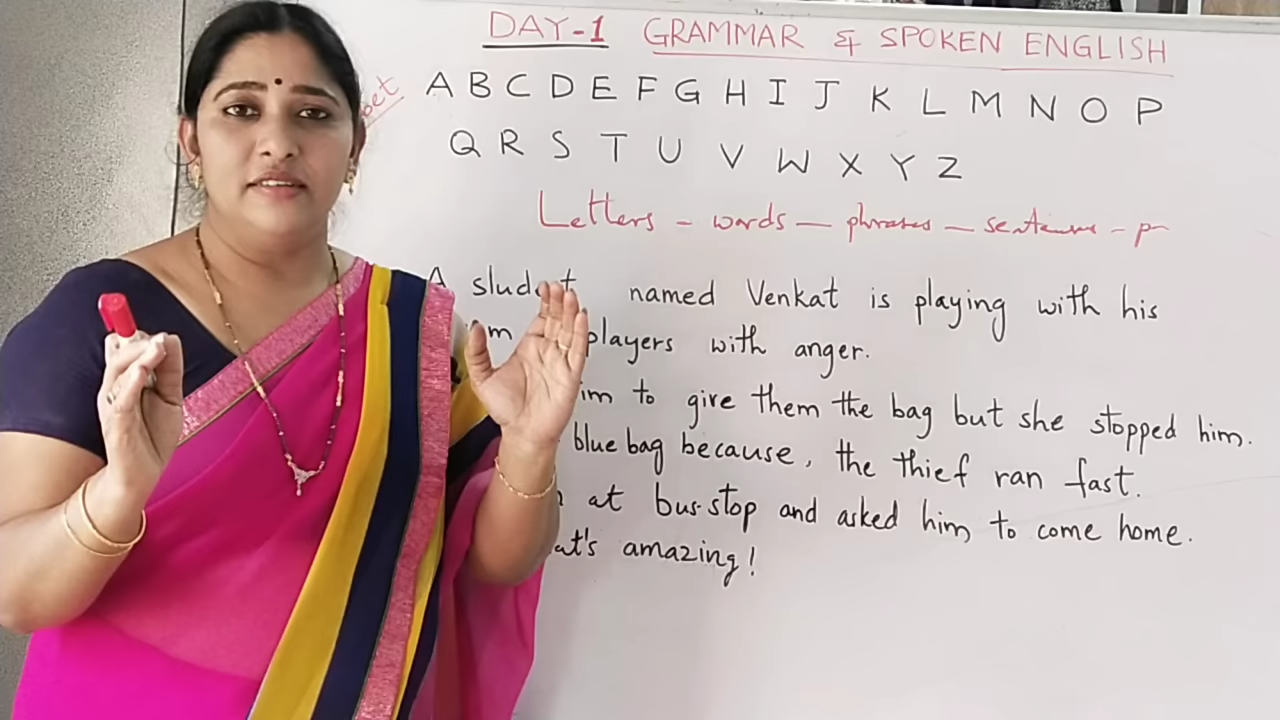 DAY-1 GRAMMAR & SPOKEN ENGLISH
A B C D E F G H I J K L M N O P
Q R S T U V W X Y Z
Letters - words - phrases - sentences - p
A student named Venkat is playing with his
players with anger.
to give them the bag but she stopped him.
blue bag because, the thief ran fast.
at bus-stop and asked him to come home.
amazing!